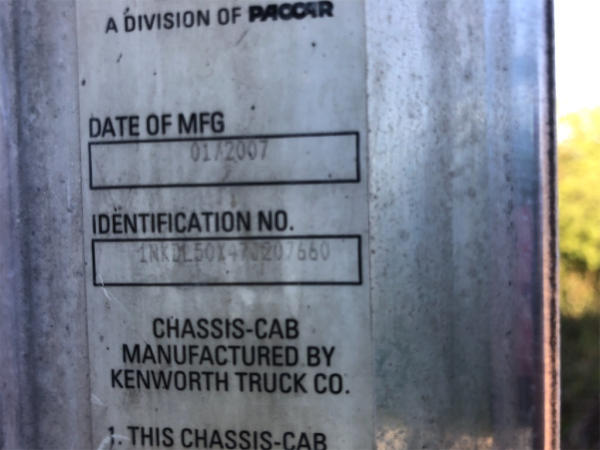 A DIVISION OF PACCAR
DATE OF MFG
01/2007
IDENTIFICATION NO.
1NKDL50X47J207660
CHASSIS-CAB
MANUFACTURED BY
KENWORTH TRUCK CO.
1. THIS CHASSIS-CAB